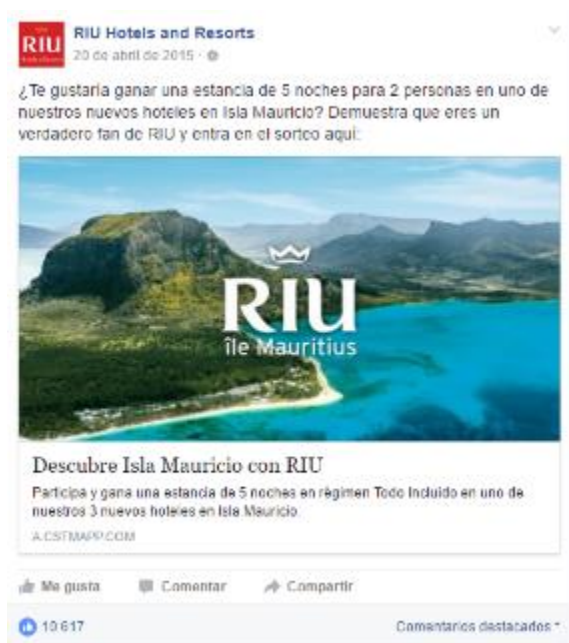 RIU
RIU Hotels and Resorts
20 de abril de 2015 ·
¿Te gustaría ganar una estancia de 5 noches para 2 personas en uno de
nuestros nuevos hoteles en Isla Mauricio? Demuestra que eres un
verdadero fan de RIU y entra en el sorteo aquí:
RIU
île Mauritius
Descubre Isla Mauricio con RIU
Participa y gana una estancia de 5 noches en régimen Todo Incluido en uno de
nuestros 3 nuevos hoteles en Isla Mauricio.
A.CSTMAPP.COM
Me gusta Comentar Compartir
10 617 Comentarios destacados